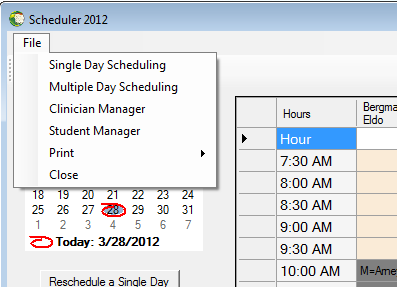 Scheduler 2012
File
Single Day Scheduling
Multiple Day Scheduling
Clinician Manager
Student Manager
Print
Close
18 19 20 21 22 23 24
25 26 27 28 29 30 31
1 2 3 4 5 6 7
Today: 3/28/2012
Reschedule a Single Day
Hours
Hour
7:30 AM
8:00 AM
8:30 AM
9:00 AM
9:30 AM
10:00 AM
Eldo